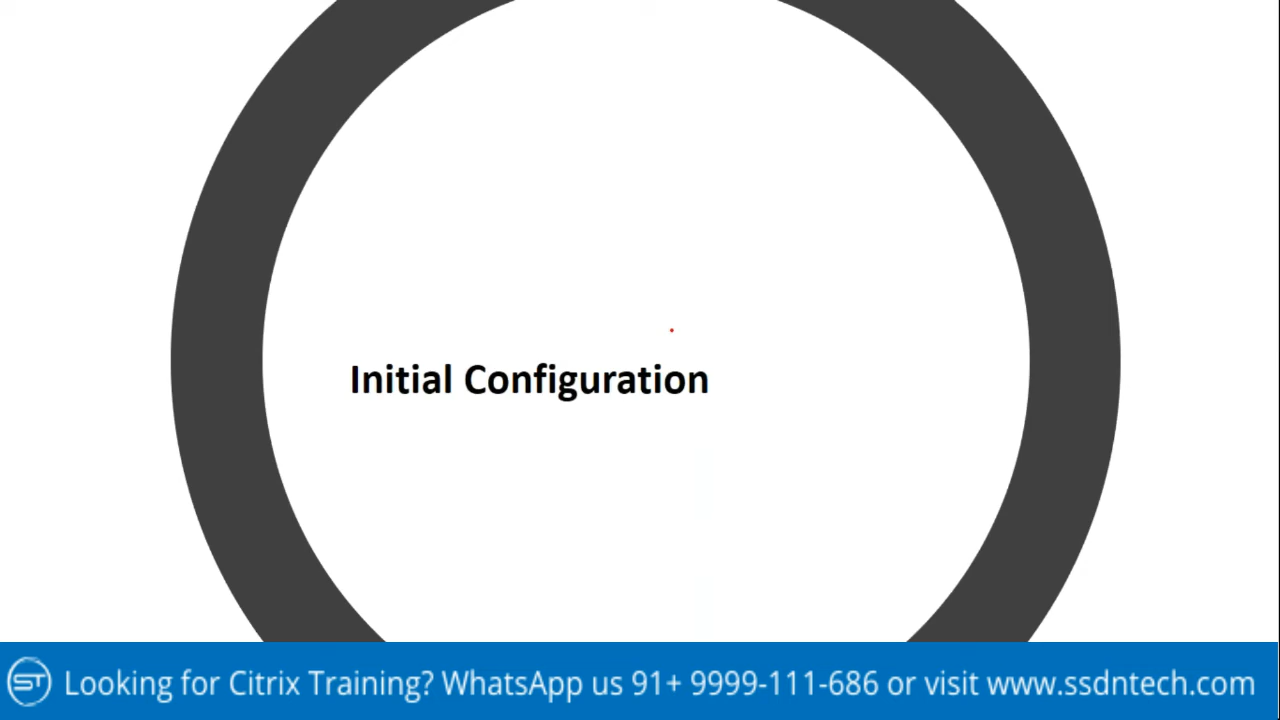 Initial Configuration
ST Looking for Citrix Training? WhatsApp us 91+ 9999-111-686 or visit www.ssdntech.com